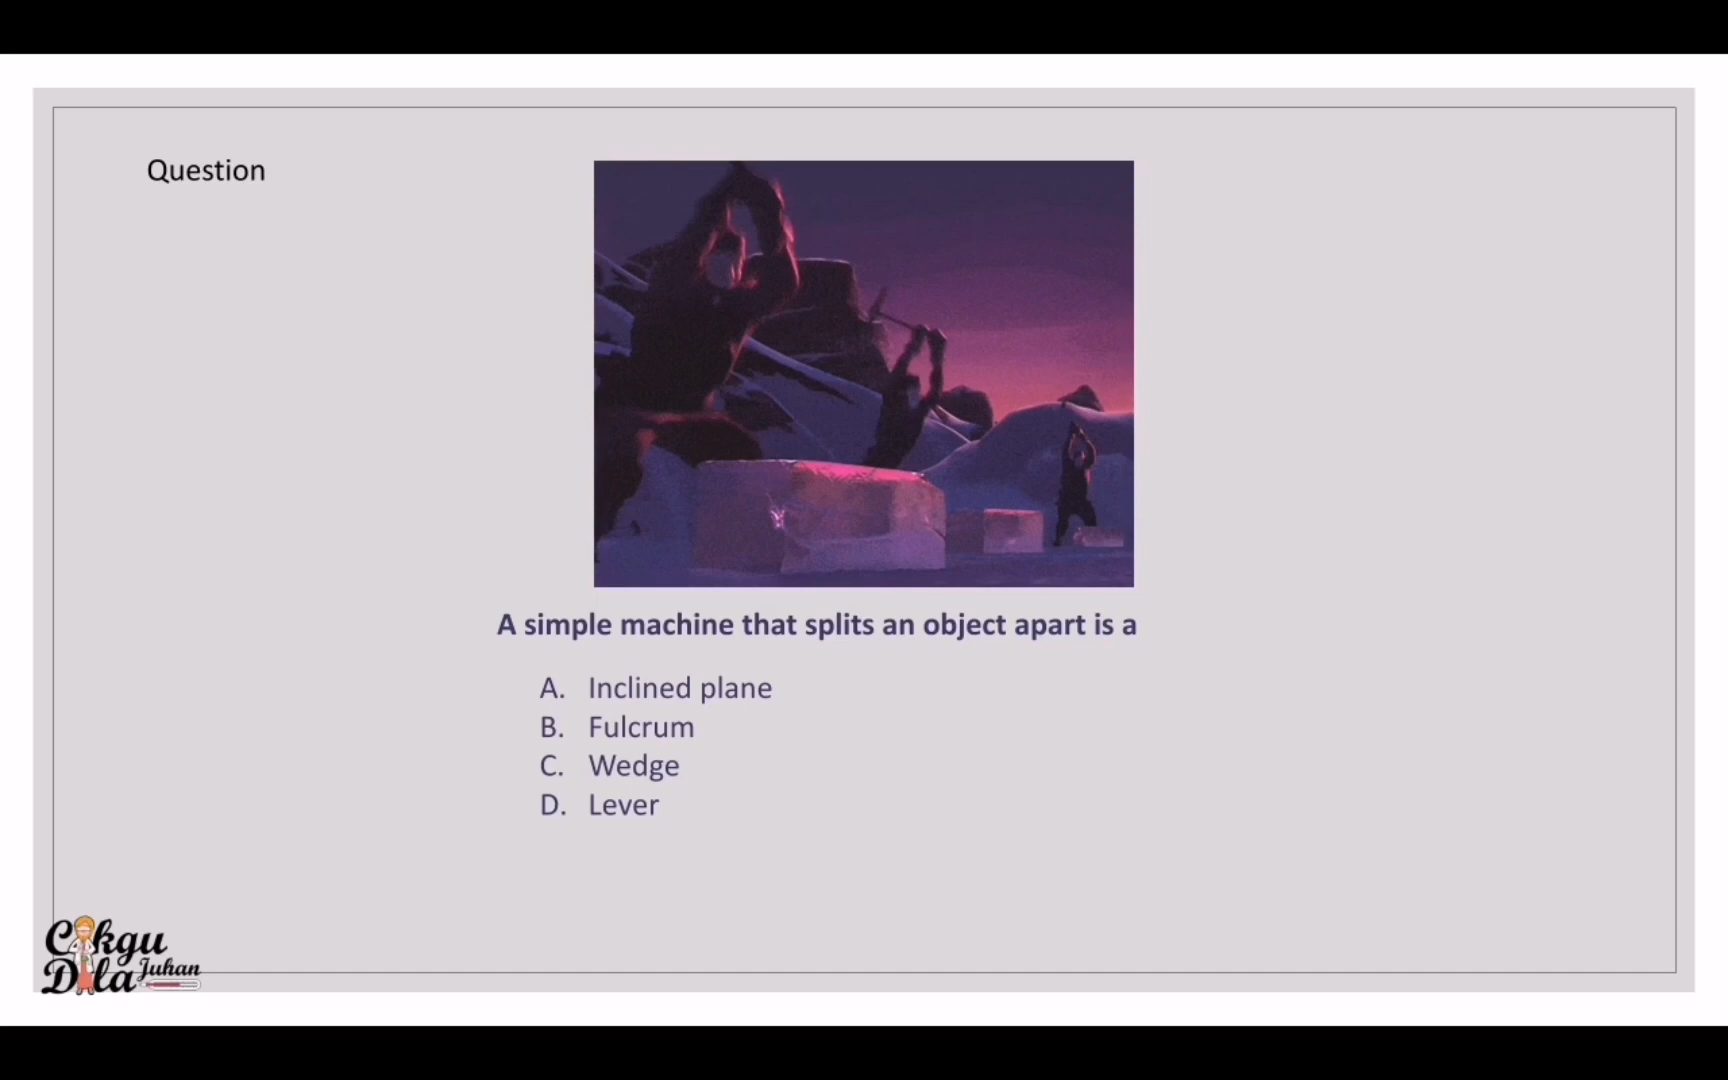 Question
A simple machine that splits an object apart is a
A. Inclined plane
B. Fulcrum
C. Wedge
D. Lever
Cikgu
Dila Juhan